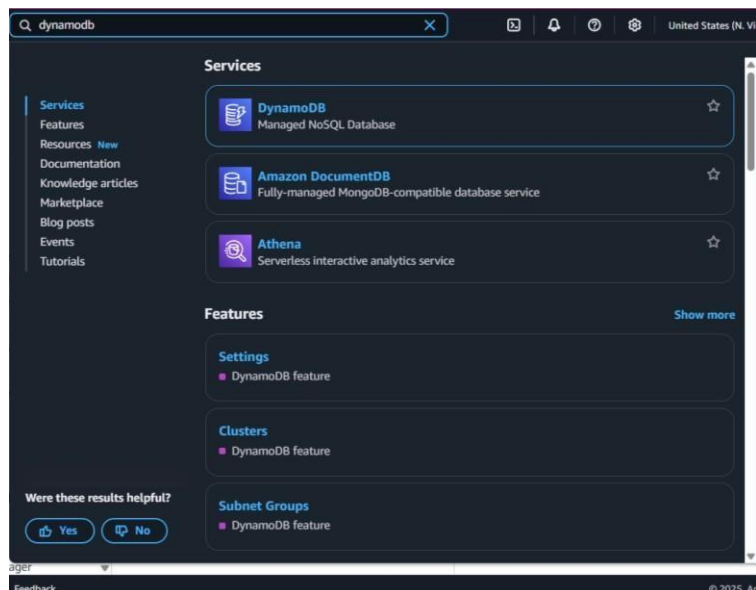 dynamodb
United States (N. Vi
Services
Features
Resources New
Documentation
Knowledge articles
Marketplace
Blog posts
Events
Tutorials
Services
DynamoDB
Managed NoSQL Database
Amazon DocumentDB
Fully-managed MongoDB-compatible database service
Athena
Serverless interactive analytics service
Features
Show more
Settings
DynamoDB feature
Clusters
DynamoDB feature
Subnet Groups
DynamoDB feature
Were these results helpful?
Yes
No
ager
Feedback
© 2025, A